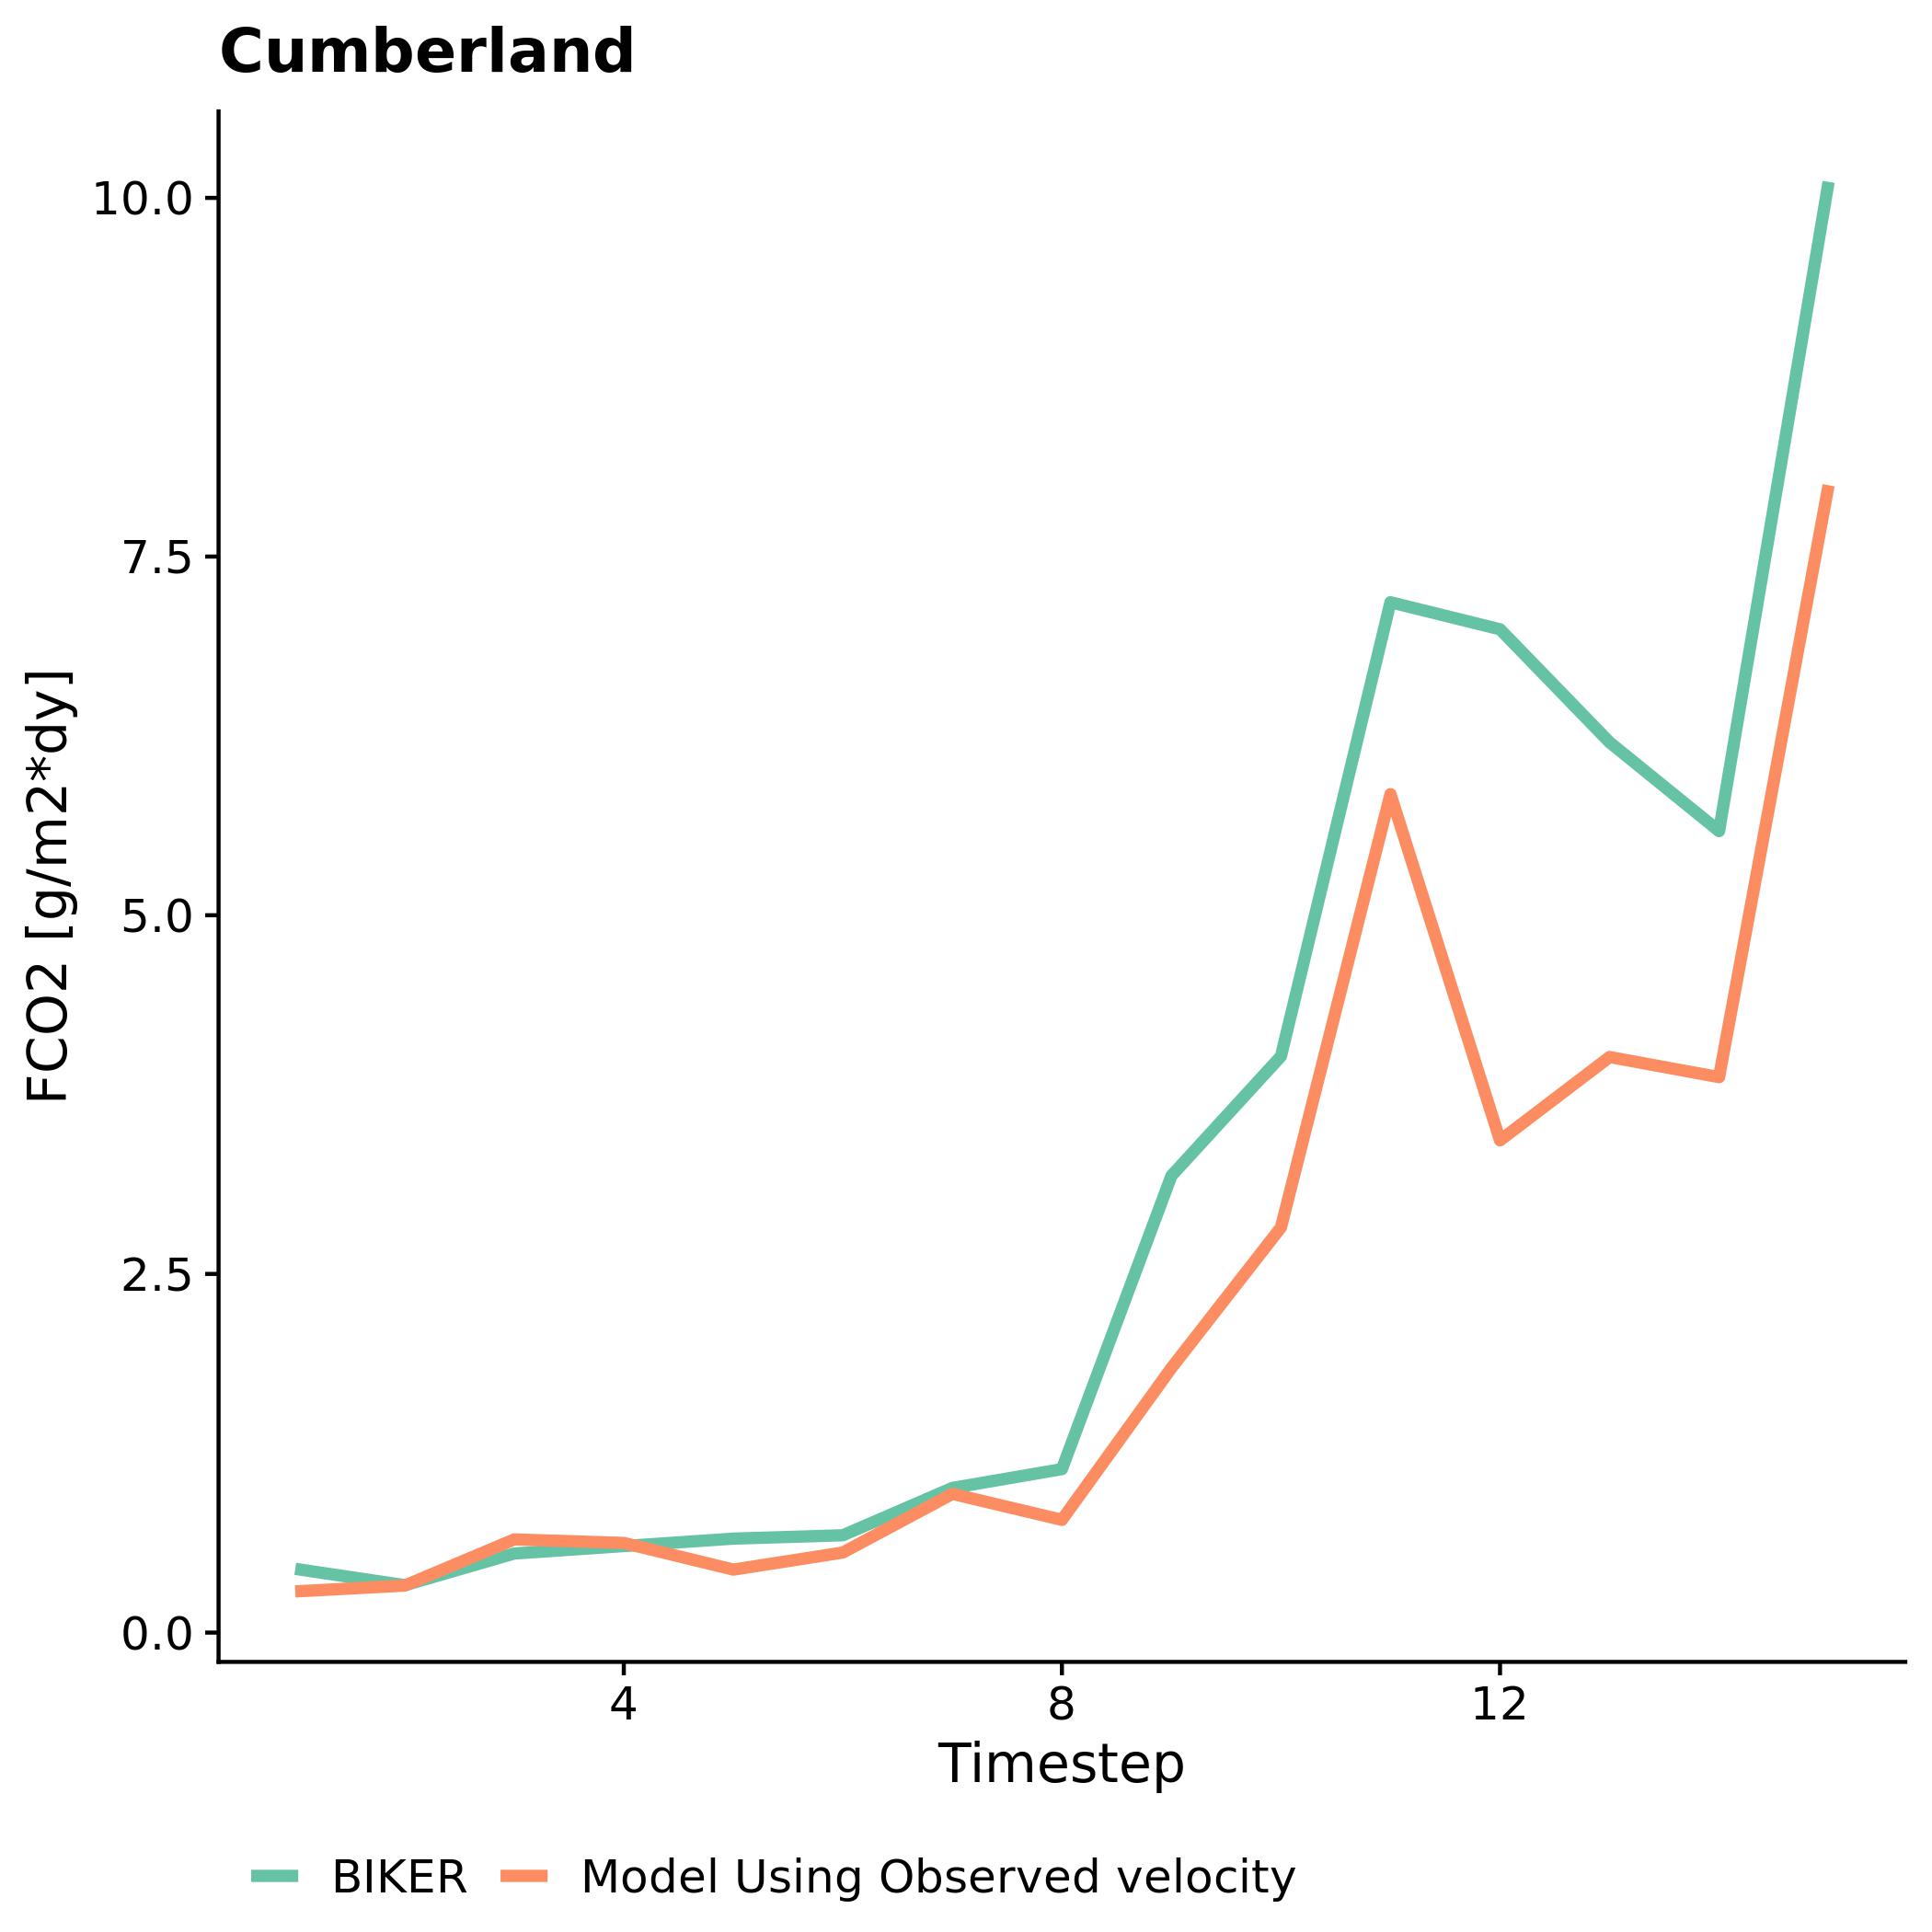 Cumberland
FCO2 [g/m2*dy]
10.0
7.5
5.0
2.5
0.0
4 8 12
Timestep
BIKER Model Using Observed velocity